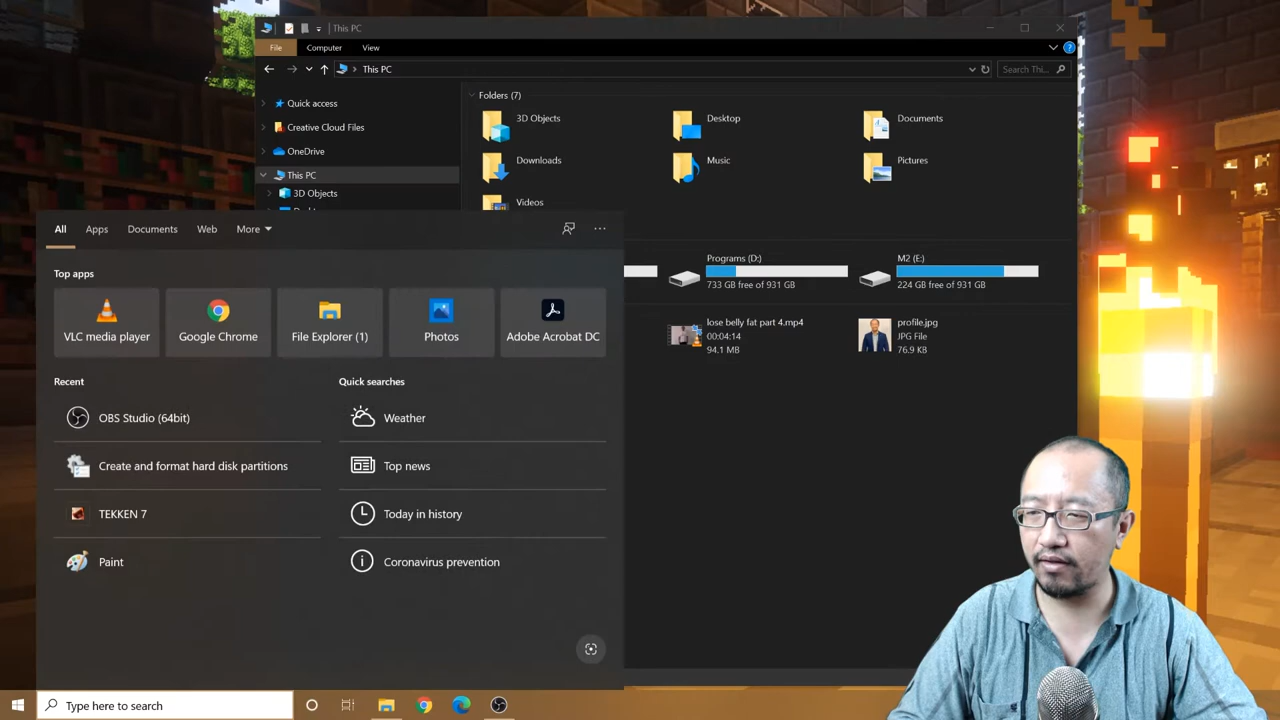 This PC
File
Computer
View
This PC
Search Thi...
Quick access
Creative Cloud Files
OneDrive
This PC
3D Objects
Folders (7)
3D Objects
Desktop
Documents
Downloads
Music
Pictures
Videos
Programs (D:)
733 GB free of 931 GB
M2 (E:)
224 GB free of 931 GB
lose belly fat part 4.mp4
00:04:14
94.1 MB
profile.jpg
JPG File
76.9 KB
All
Apps
Documents
Web
More
Top apps
VLC media player
Google Chrome
File Explorer (1)
Photos
Adobe Acrobat DC
Recent
OBS Studio (64bit)
Create and format hard disk partitions
TEKKEN 7
Paint
Quick searches
Weather
Top news
Today in history
Coronavirus prevention
Type here to search